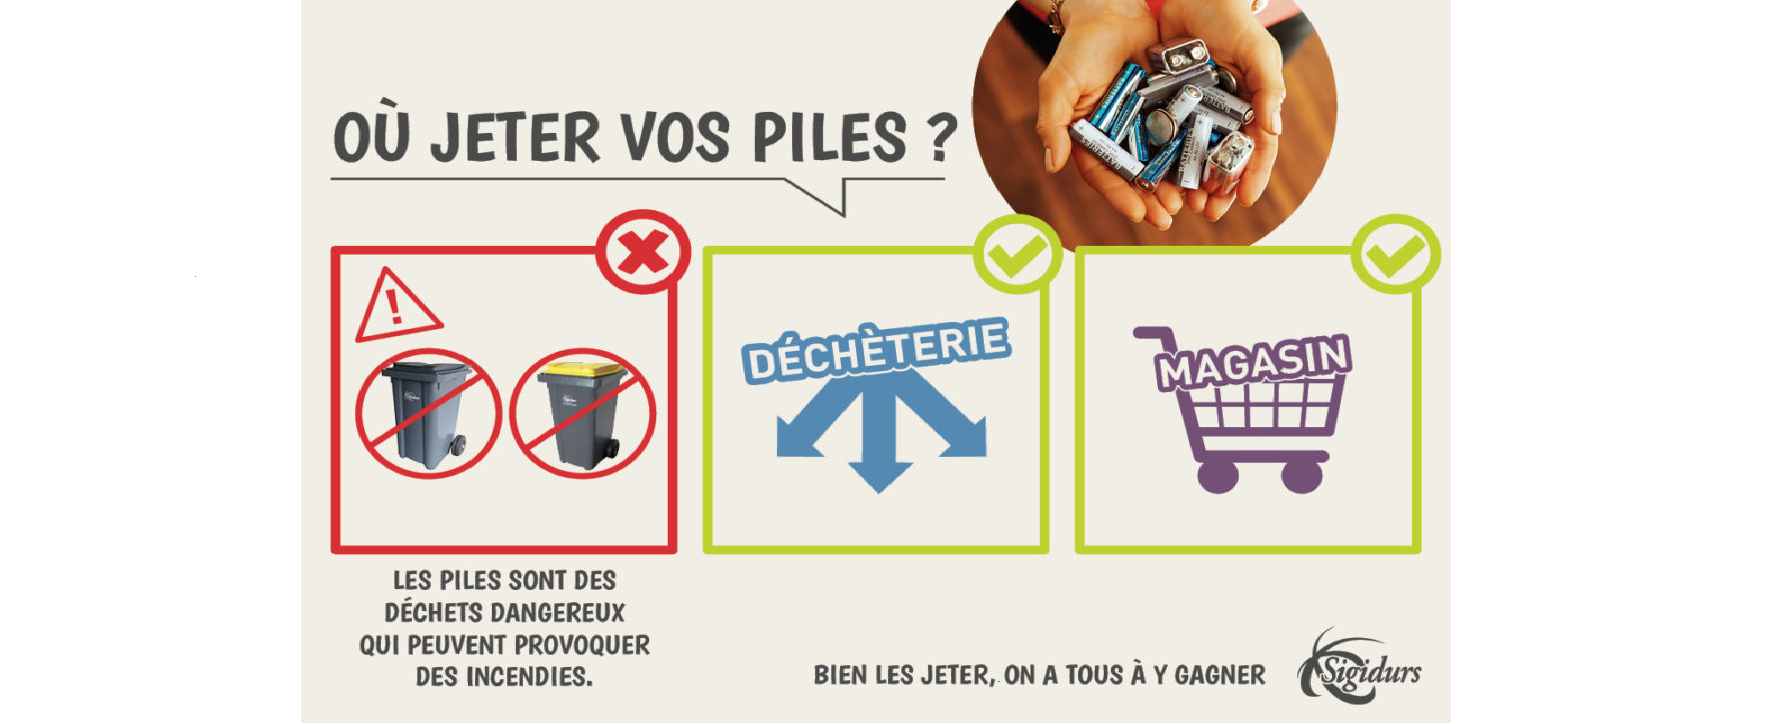 OÙ JETER VOS PILES ?
!
DÉCHÈTERIE
MAGASIN
LES PILES SONT DES
DÉCHETS DANGEREUX
QUI PEUVENT PROVOQUER
DES INCENDIES.
BIEN LES JETER, ON A TOUS À Y GAGNER
Sigidurs